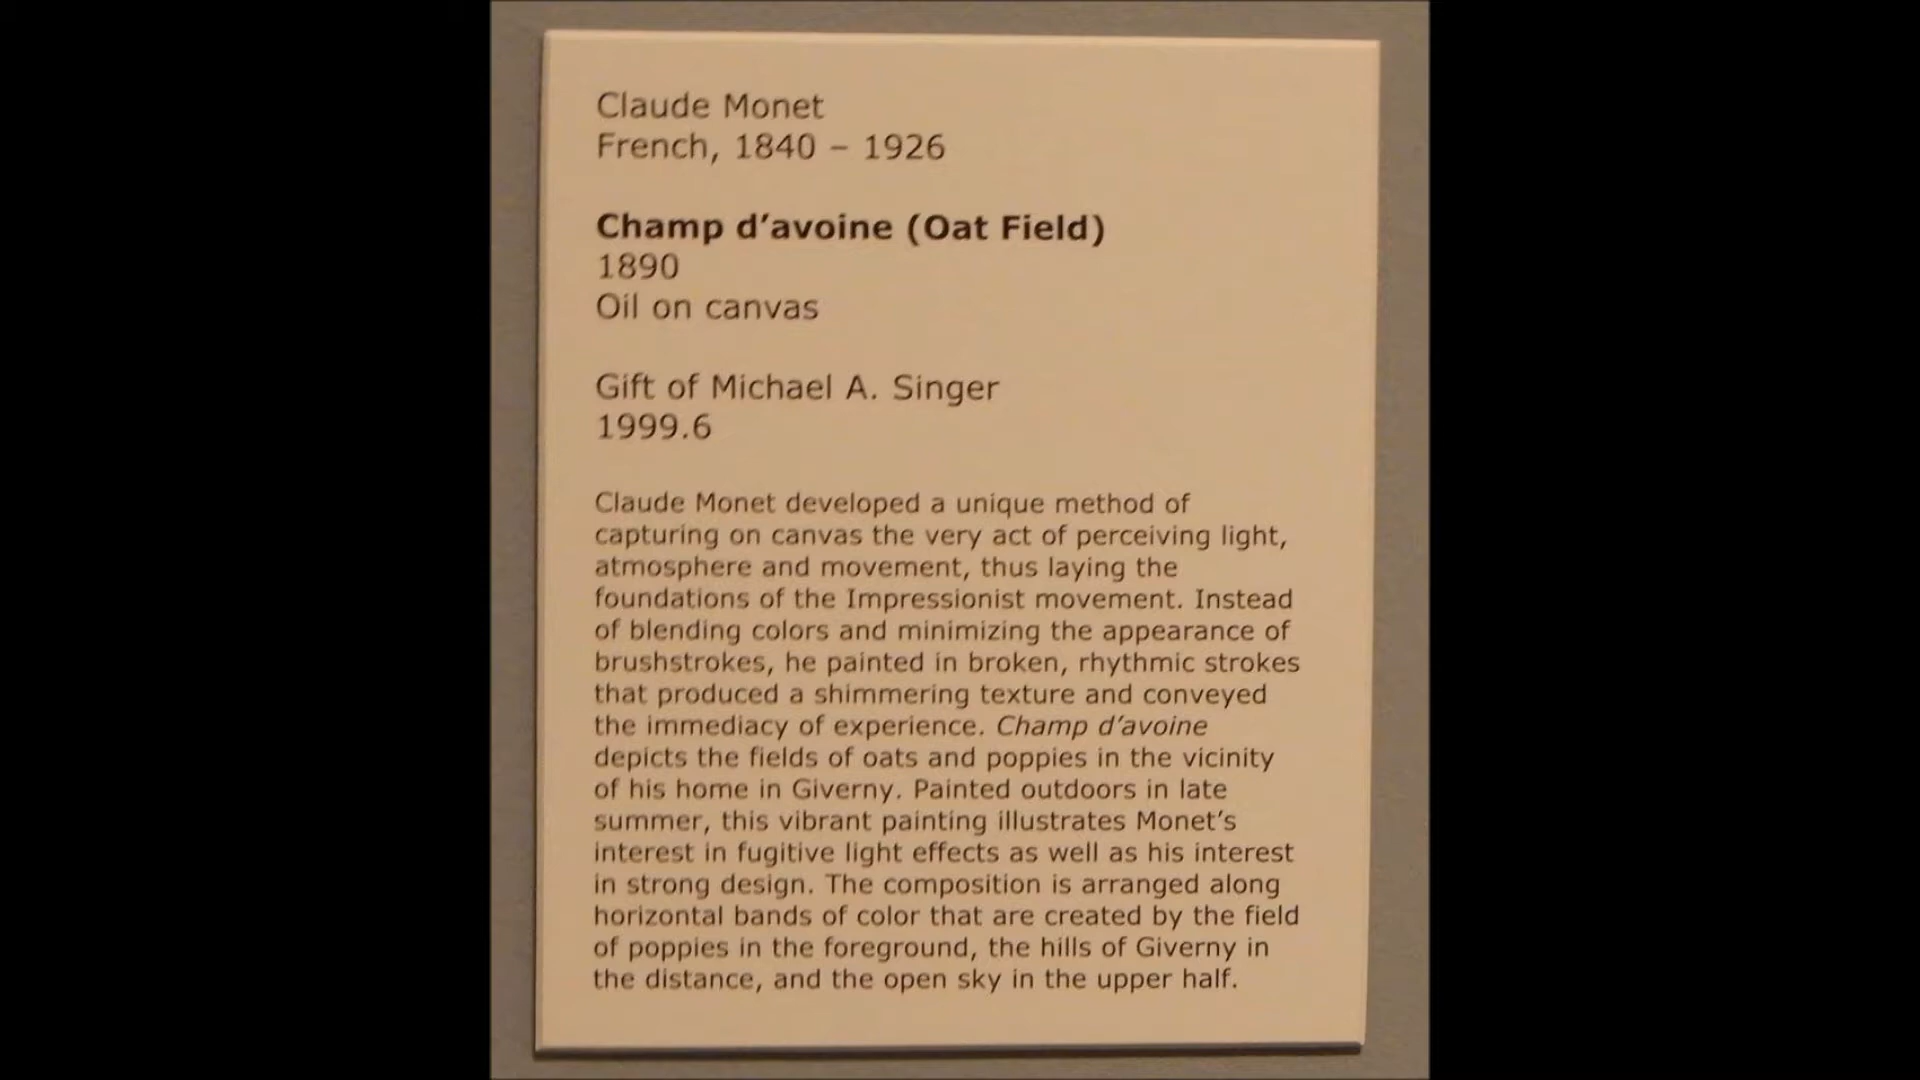 Claude Monet
French, 1840 – 1926
Champ d’avoine (Oat Field)
1890
Oil on canvas
Gift of Michael A. Singer
1999.6
Claude Monet developed a unique method of
capturing on canvas the very act of perceiving light,
atmosphere and movement, thus laying the
foundations of the Impressionist movement. Instead
of blending colors and minimizing the appearance of
brushstrokes, he painted in broken, rhythmic strokes
that produced a shimmering texture and conveyed
the immediacy of experience. Champ d’avoine
depicts the fields of oats and poppies in the vicinity
of his home in Giverny. Painted outdoors in late
summer, this vibrant painting illustrates Monet’s
interest in fugitive light effects as well as his interest
in strong design. The composition is arranged along
horizontal bands of color that are created by the field
of poppies in the foreground, the hills of Giverny in
the distance, and the open sky in the upper half.